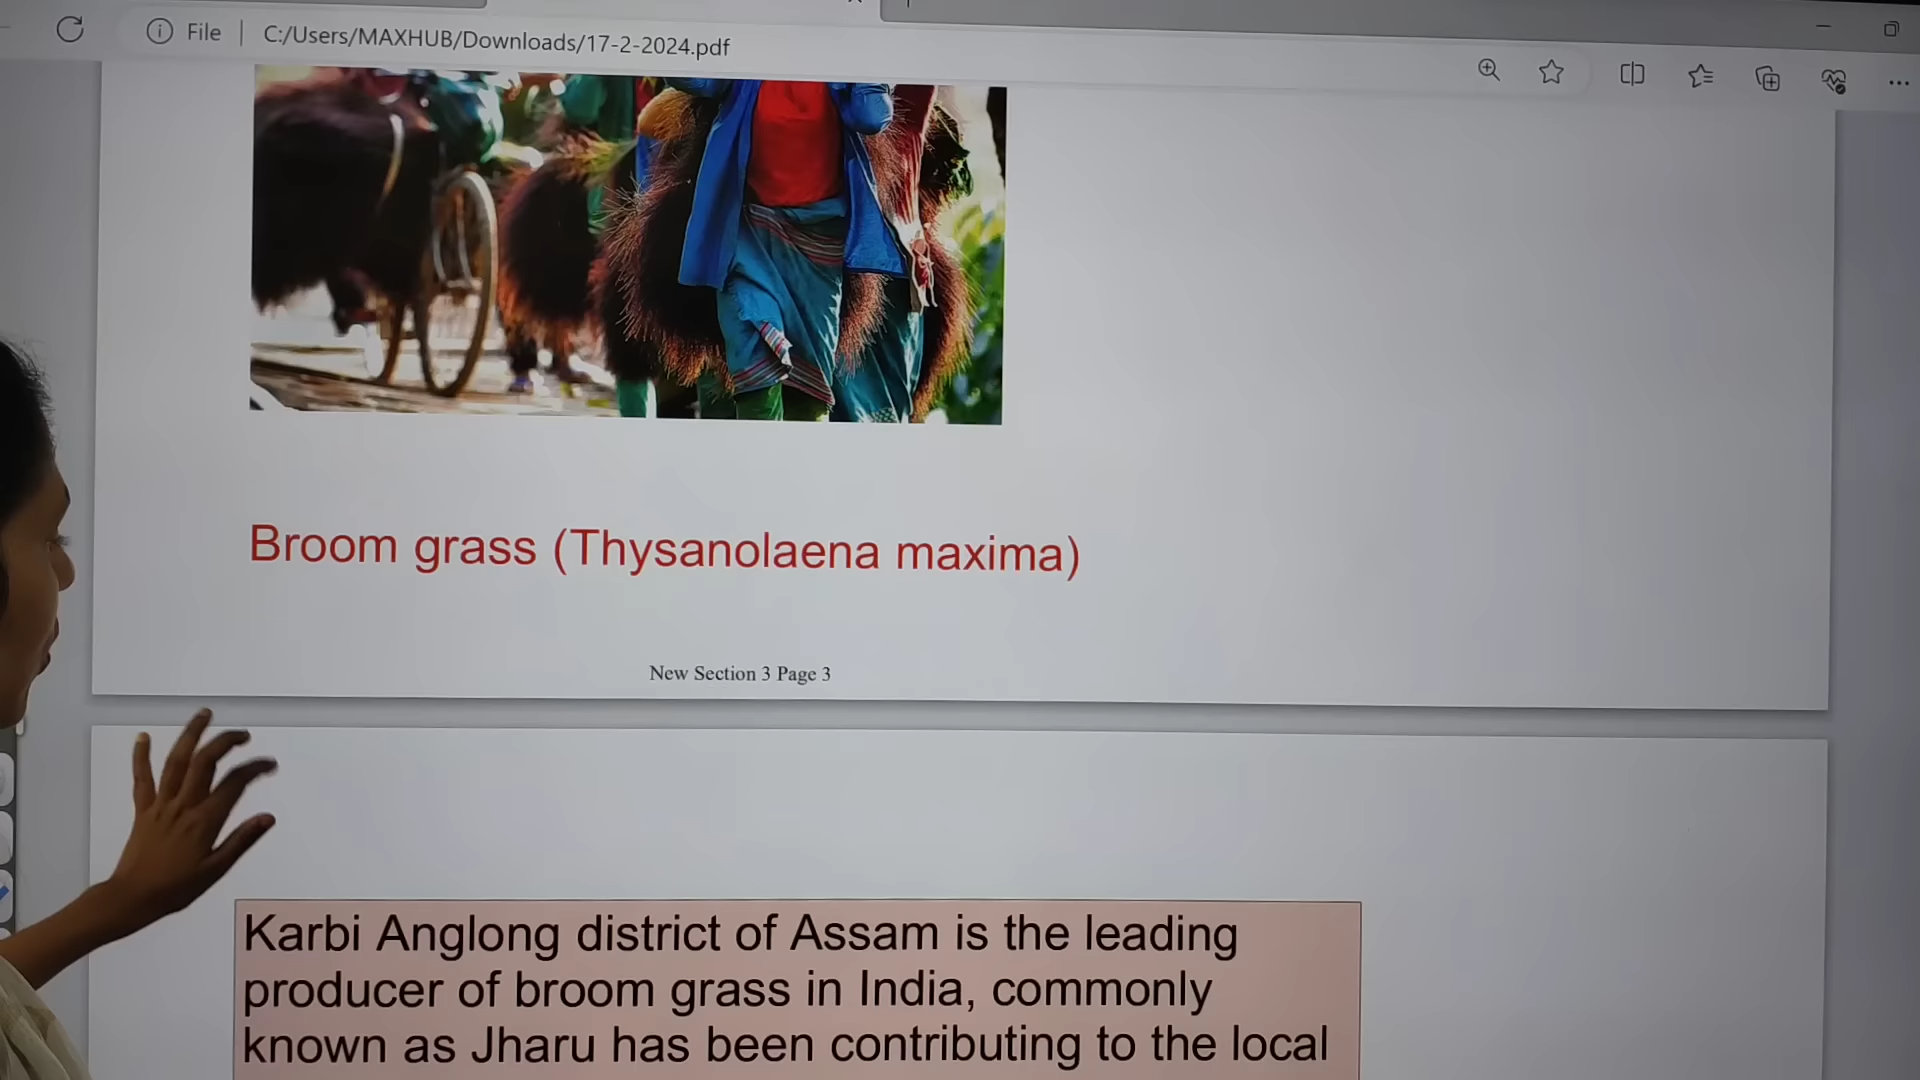 File
C:/Users/MAXHUB/Downloads/17-2-2024.pdf
Broom grass (Thysanolaena maxima)
New Section 3 Page 3
Karbi Anglong district of Assam is the leading
producer of broom grass in India, commonly
known as Jharu has been contributing to the local